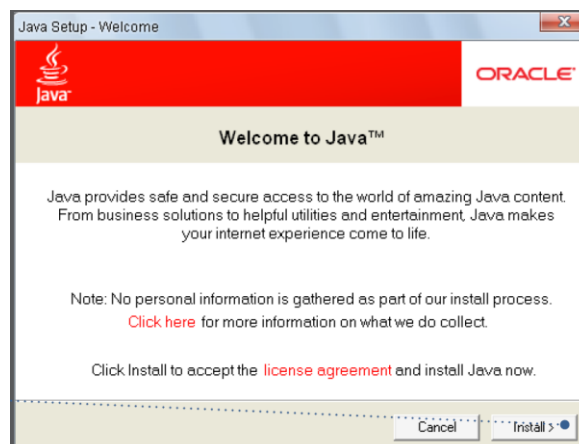 Java Setup - Welcome
Java
ORACLE
Welcome to Java™
Java provides safe and secure access to the world of amazing Java content.
From business solutions to helpful utilities and entertainment, Java makes
your internet experience come to life.
Note: No personal information is gathered as part of our install process.
Click here for more information on what we do collect.
Click Install to accept the license agreement and install Java now.
Cancel
Install >